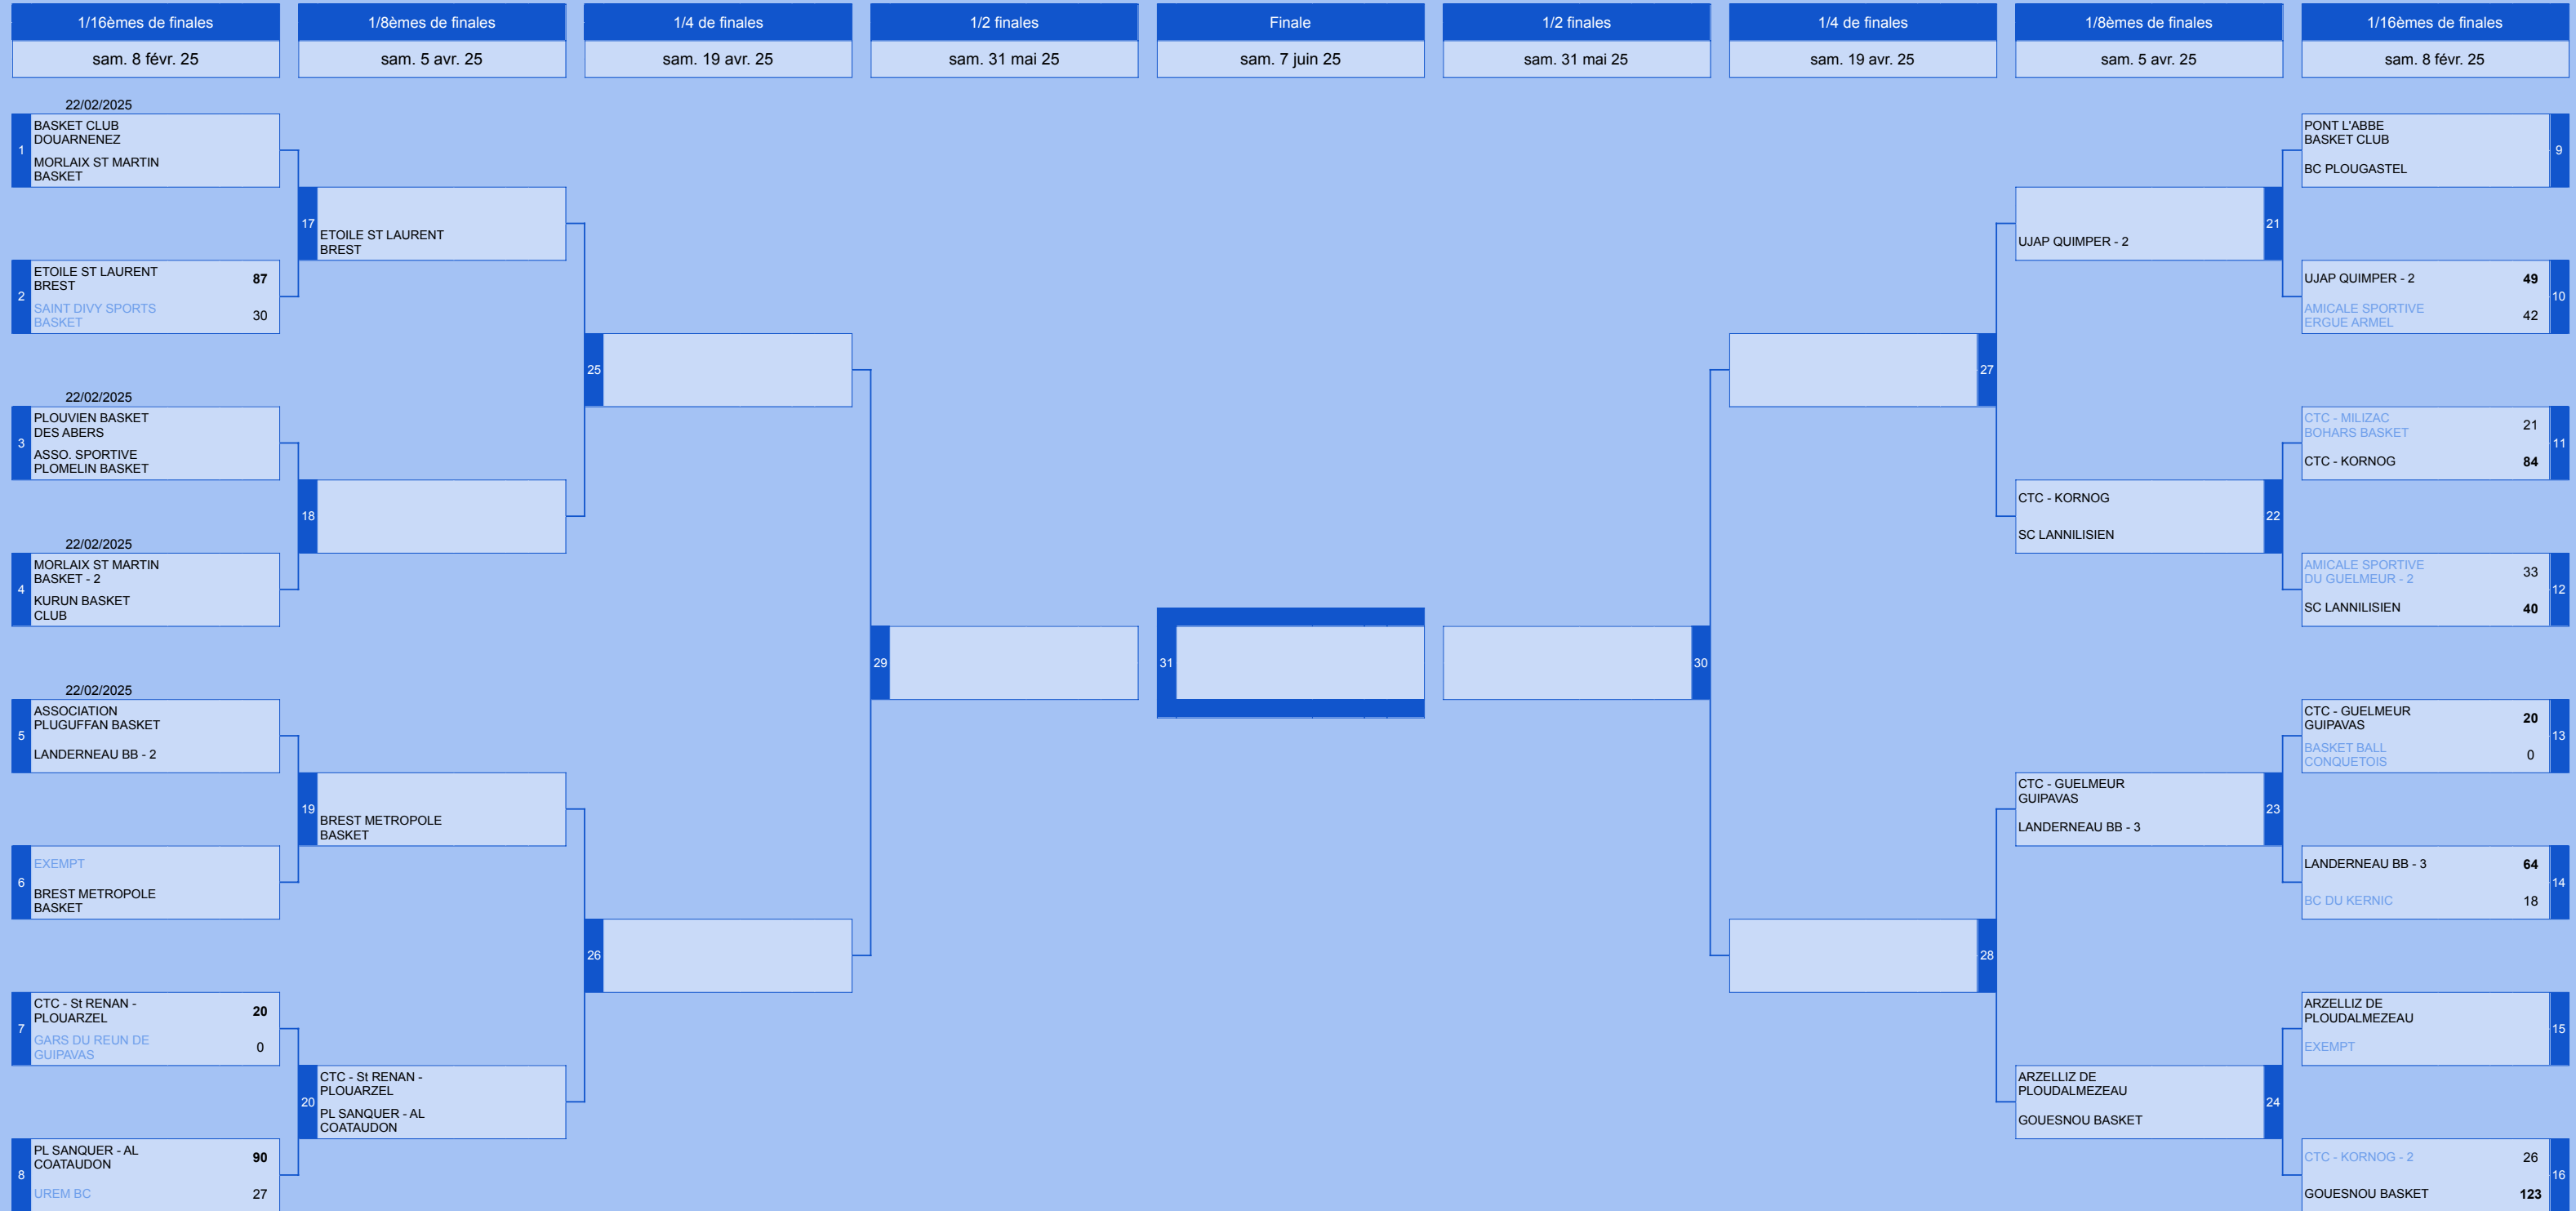 1/16èmes de finales
1/8èmes de finales
1/4 de finales
1/2 finales
Finale
1/2 finales
1/4 de finales
1/8èmes de finales
1/16èmes de finales
sam. 8 févr. 25
sam. 5 avr. 25
sam. 19 avr. 25
sam. 31 mai 25
sam. 7 juin 25
sam. 31 mai 25
sam. 19 avr. 25
sam. 5 avr. 25
sam. 8 févr. 25
22/02/2025
1
BASKET CLUB
DOUARNENEZ
MORLAIX ST MARTIN
BASKET
2
ETOILE ST LAURENT
BREST
87
SAINT DIVY SPORTS
BASKET
30
22/02/2025
3
PLOUVIEN BASKET
DES ABERS
ASSO. SPORTIVE
PLOMELIN BASKET
22/02/2025
4
MORLAIX ST MARTIN
BASKET - 2
KURUN BASKET
CLUB
22/02/2025
5
ASSOCIATION
PLUGUFFAN BASKET
LANDERNEAU BB - 2
6
EXEMPT
BREST METROPOLE
BASKET
7
CTC - St RENAN -
PLOUARZEL
20
GARS DU REUN DE
GUIPAVAS
0
8
PL SANQUER - AL
COATAUDON
90
UREM BC
27
17
ETOILE ST LAURENT
BREST
18
19
BREST METROPOLE
BASKET
20
CTC - St RENAN -
PLOUARZEL
PL SANQUER - AL
COATAUDON
25
26
29
31
30
27
28
UJAP QUIMPER - 2
21
CTC - KORNOG
SC LANNILISIEN
22
CTC - GUELMEUR
GUIPAVAS
LANDERNEAU BB - 3
23
ARZELLIZ DE
PLOUDALMEZEAU
GOUESNOU BASKET
24
PONT L'ABBE
BASKET CLUB
BC PLOUGASTEL
9
UJAP QUIMPER - 2
49
AMICALE SPORTIVE
ERGUE ARMEL
42
10
CTC - MILIZAC
BOHARS BASKET
21
CTC - KORNOG
84
11
AMICALE SPORTIVE
DU GUELMEUR - 2
33
SC LANNILISIEN
40
12
CTC - GUELMEUR
GUIPAVAS
20
BASKET BALL
CONQUETOIS
0
13
LANDERNEAU BB - 3
64
BC DU KERNIC
18
14
ARZELLIZ DE
PLOUDALMEZEAU
EXEMPT
15
CTC - KORNOG - 2
26
GOUESNOU BASKET
123
16